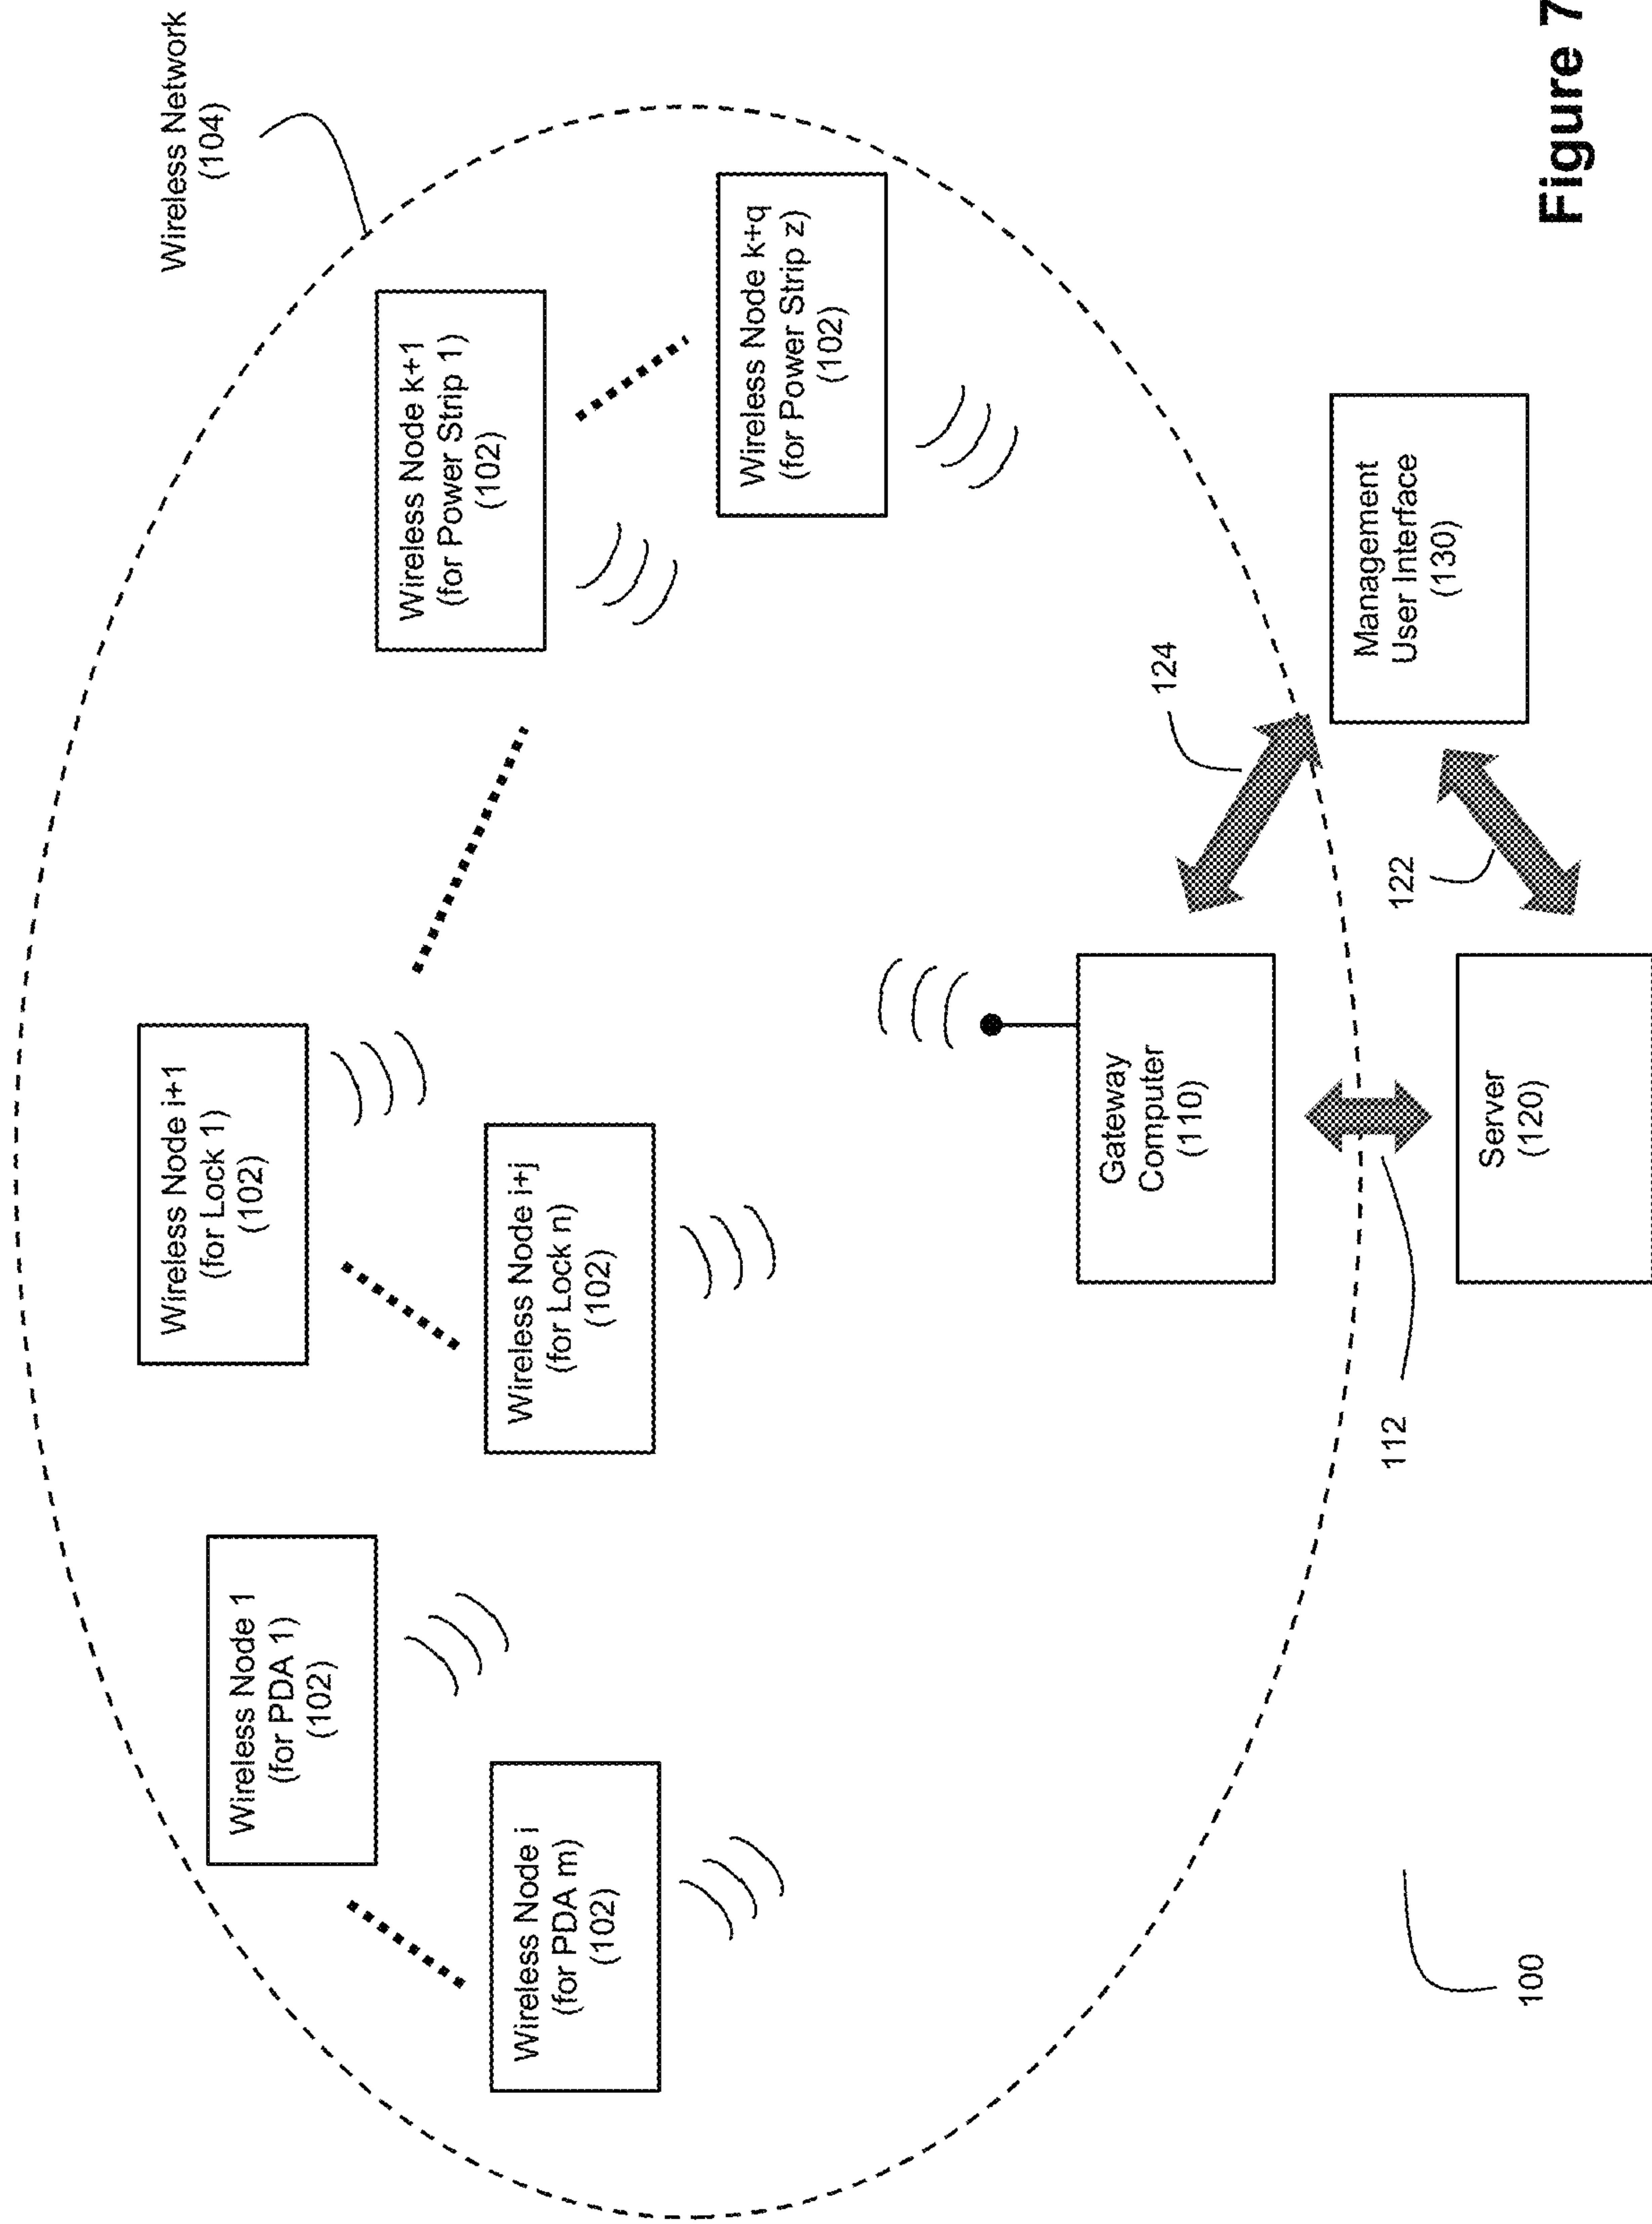 Wireless Network
(104)
Wireless Node 1
(for PDA 1)
(102)
Wireless Node i
(for PDA m)
(102)
Wireless Node i+1
(for Lock 1)
(102)
Wireless Node i+j
(for Lock n)
(102)
Wireless Node k+1
(for Power Strip 1)
(102)
Wireless Node k+q
(for Power Strip z)
(102)
Gateway
Computer
(110)
124
Management
User Interface
(130)
122
112
Server
(120)
100
Figure 7